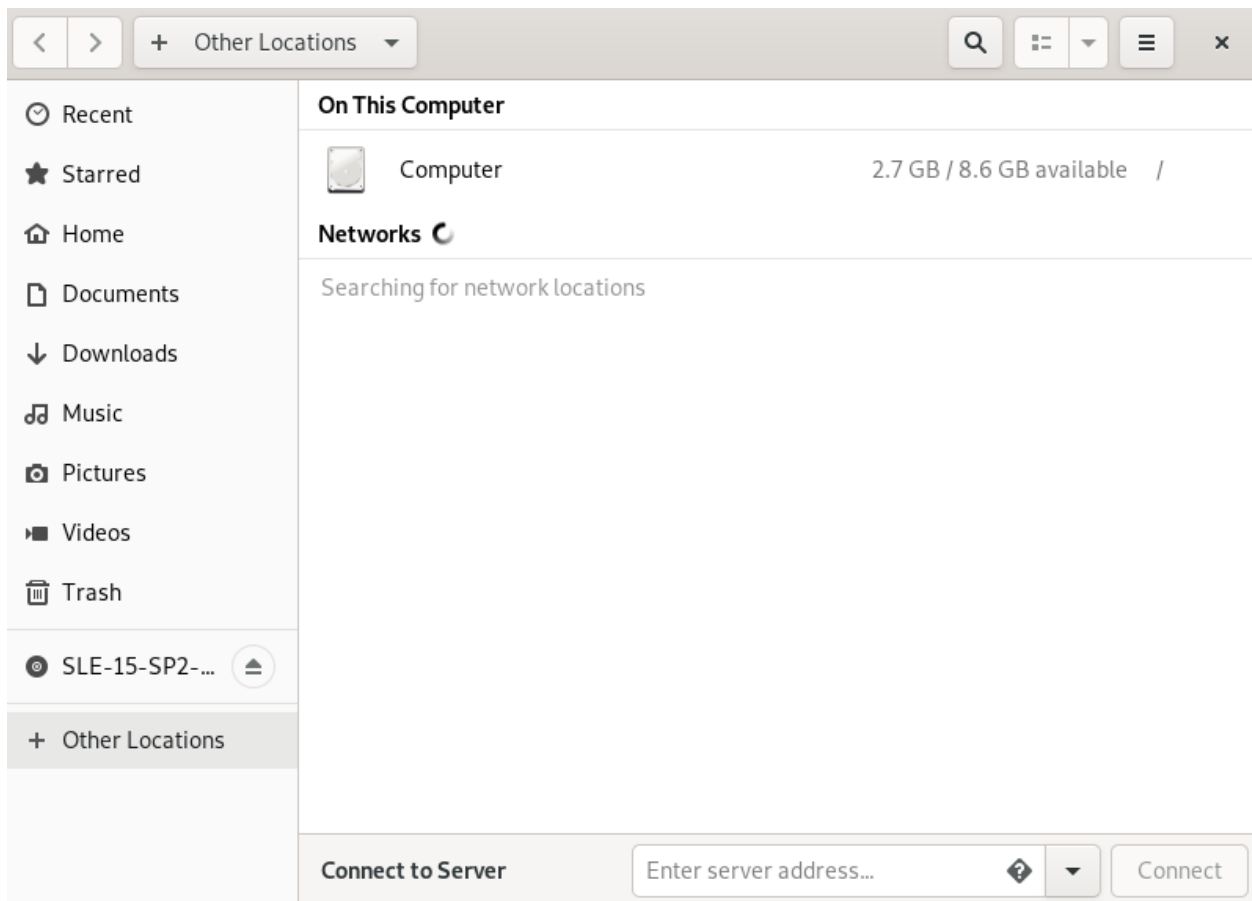 Other Locations
Recent
Starred
Home
Documents
Downloads
Music
Pictures
Videos
Trash
SLE-15-SP2-...
Other Locations
On This Computer
Computer 2.7 GB / 8.6 GB available /
Networks
Searching for network locations
Connect to Server Enter server address... Connect